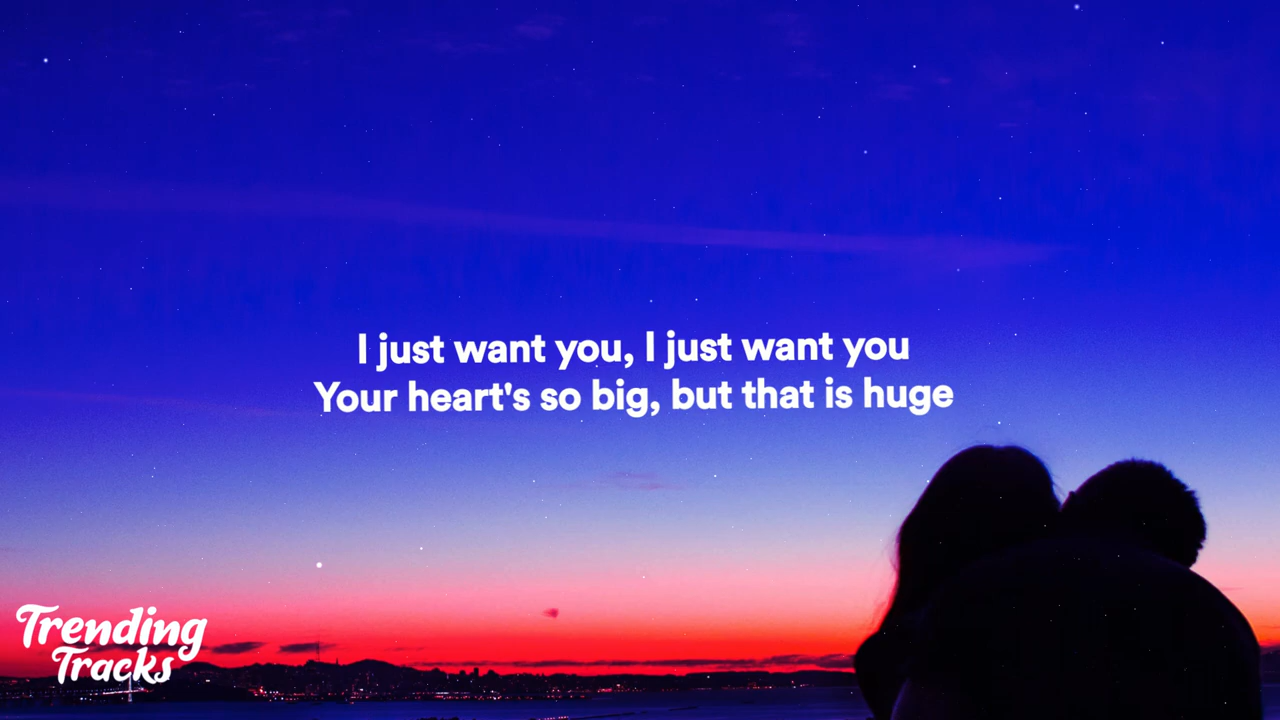 I just want you, I just want you
Your heart's so big, but that is huge
Trending
Tracks